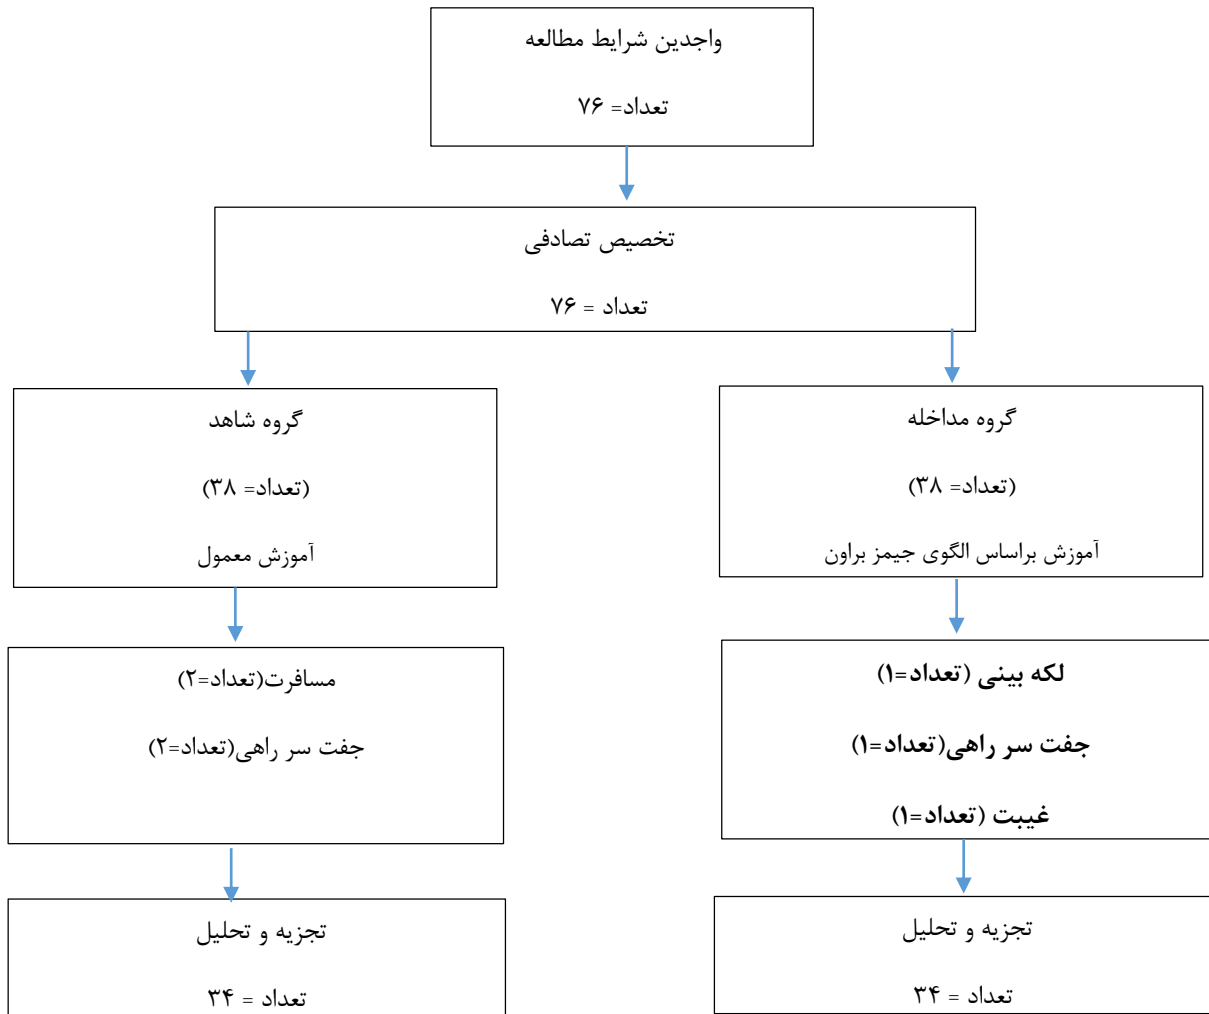 واجدین شرایط مطالعه
تعداد= ۷۶
تخصیص تصادفی
تعداد = ۷۶
گروه مداخله
(تعداد= ۳۸)
آموزش براساس الگوی جیمز براون
گروه شاهد
(تعداد= ۳۸)
آموزش معمول
لکه بینی (تعداد=۱)
جفت سر راهی(تعداد=۱)
غیبت (تعداد=۱)
مسافرت(تعداد=۲)
جفت سر راهی(تعداد=۲)
تجزیه و تحلیل
تعداد = ۳۴
تجزیه و تحلیل
تعداد = ۳۴